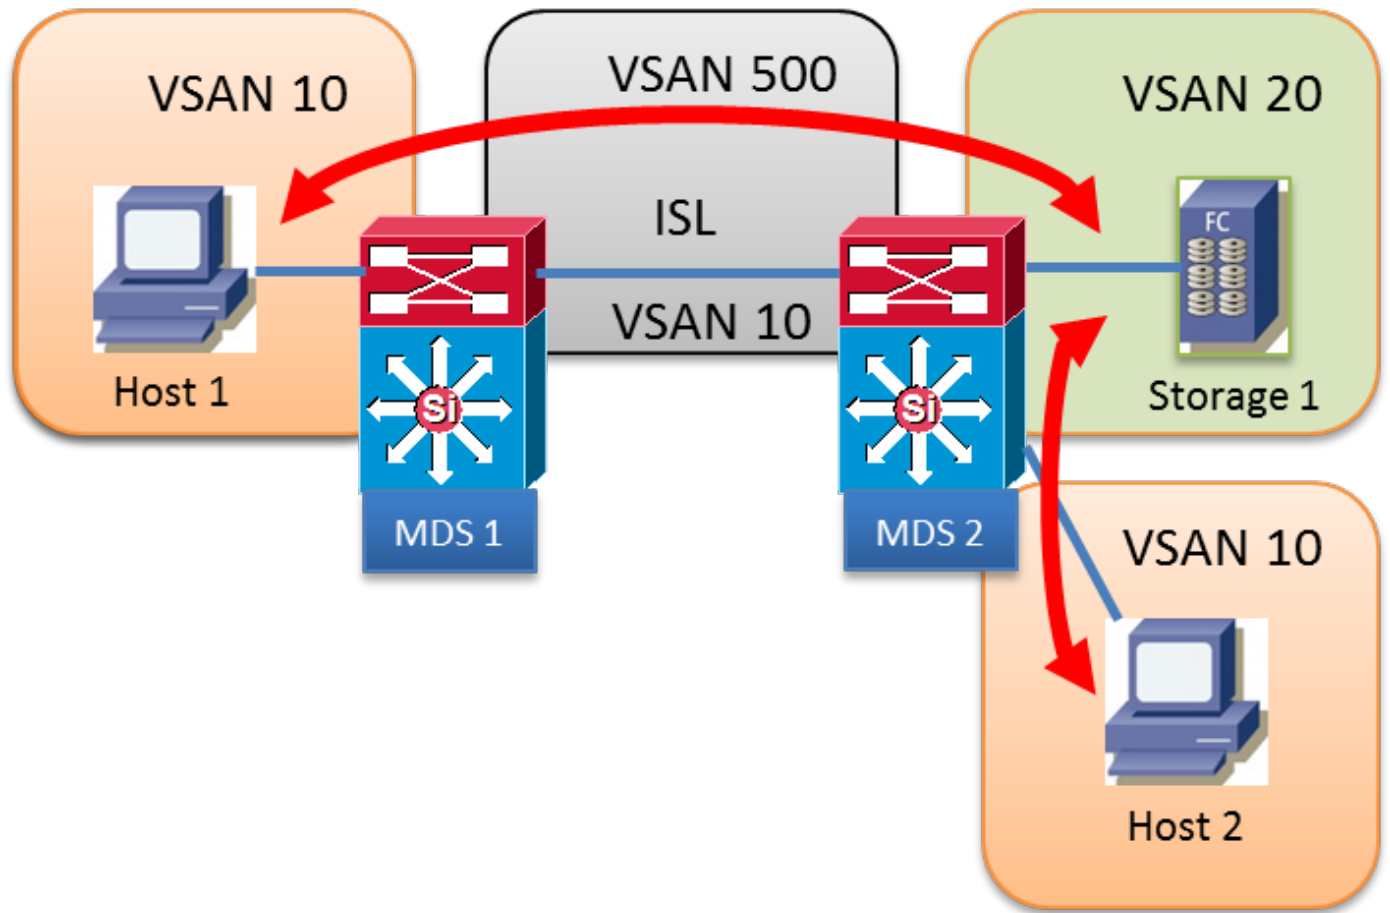 VSAN 10
VSAN 500
VSAN 20
ISL
FC
VSAN 10
Host 1
Storage 1
Si
Si
MDS 1
MDS 2
VSAN 10
Host 2